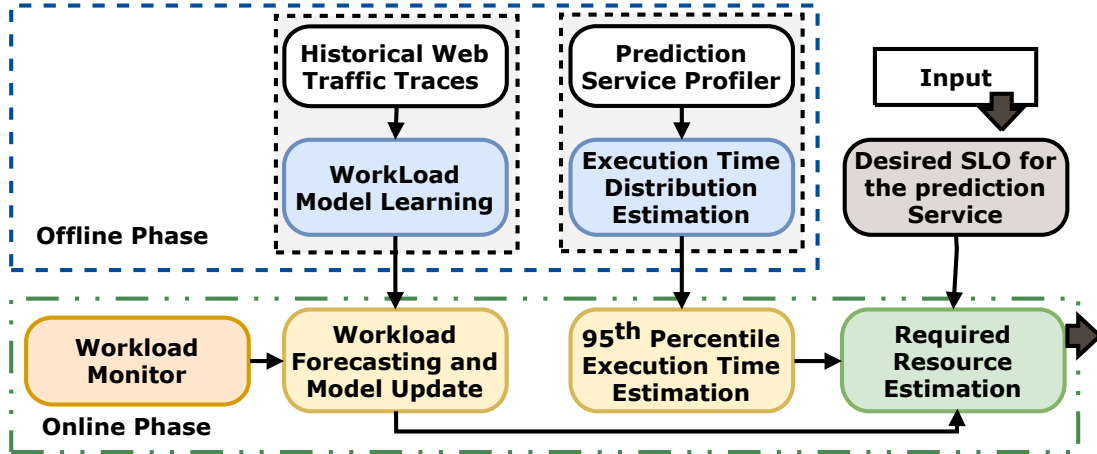 Historical Web
Traffic Traces
Prediction
Service Profiler
Input
WorkLoad
Model Learning
Execution Time
Distribution
Estimation
Desired SLO for
the prediction
Service
Offline Phase
Workload
Monitor
Workload
Forecasting and
Model Update
95th Percentile
Execution Time
Estimation
Required
Resource
Estimation
Online Phase